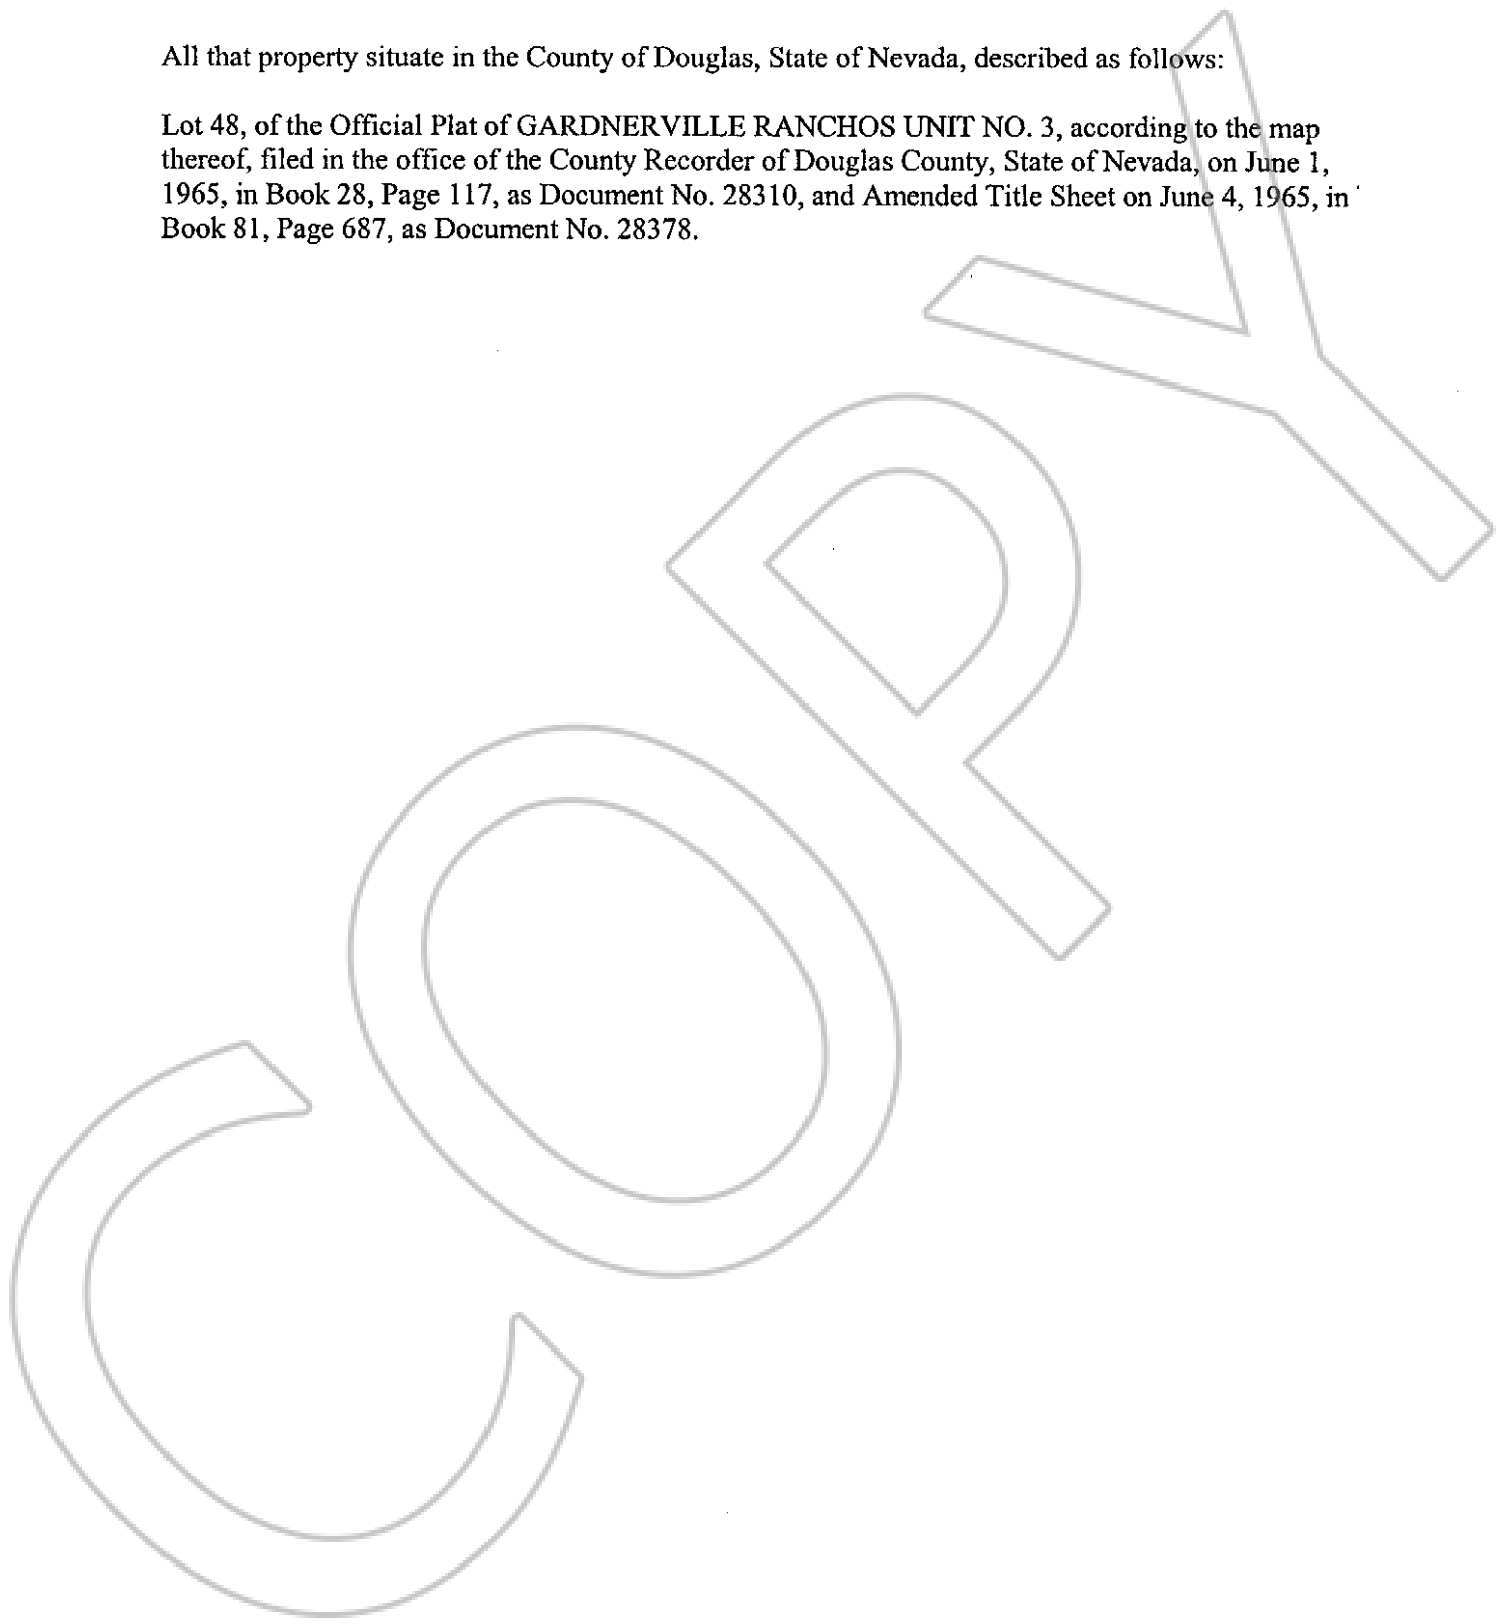 All that property situate in the County of Douglas, State of Nevada, described as follows:
Lot 48, of the Official Plat of GARDNERVILLE RANCHOS UNIT NO. 3, according to the map
thereof, filed in the office of the County Recorder of Douglas County, State of Nevada, on June 1,
1965, in Book 28, Page 117, as Document No. 28310, and Amended Title Sheet on June 4, 1965, in
Book 81, Page 687, as Document No. 28378.
COPY